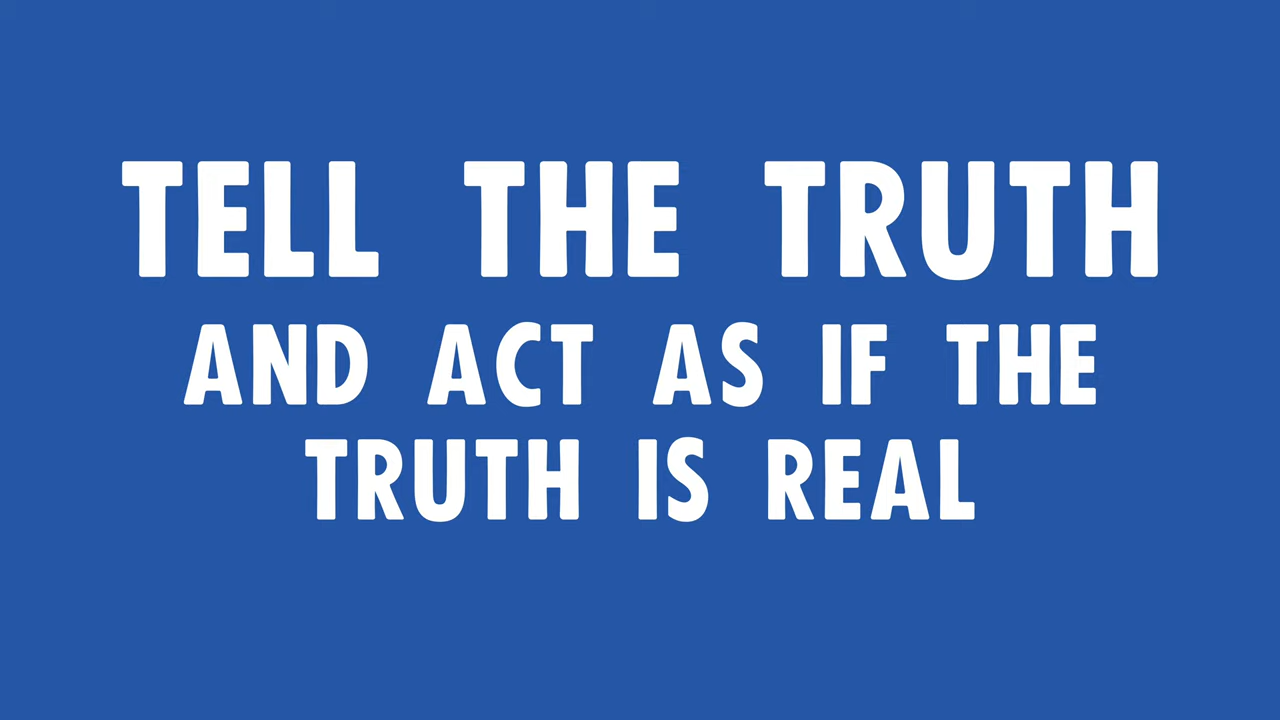 TELL THE TRUTH
AND ACT AS IF THE
TRUTH IS REAL